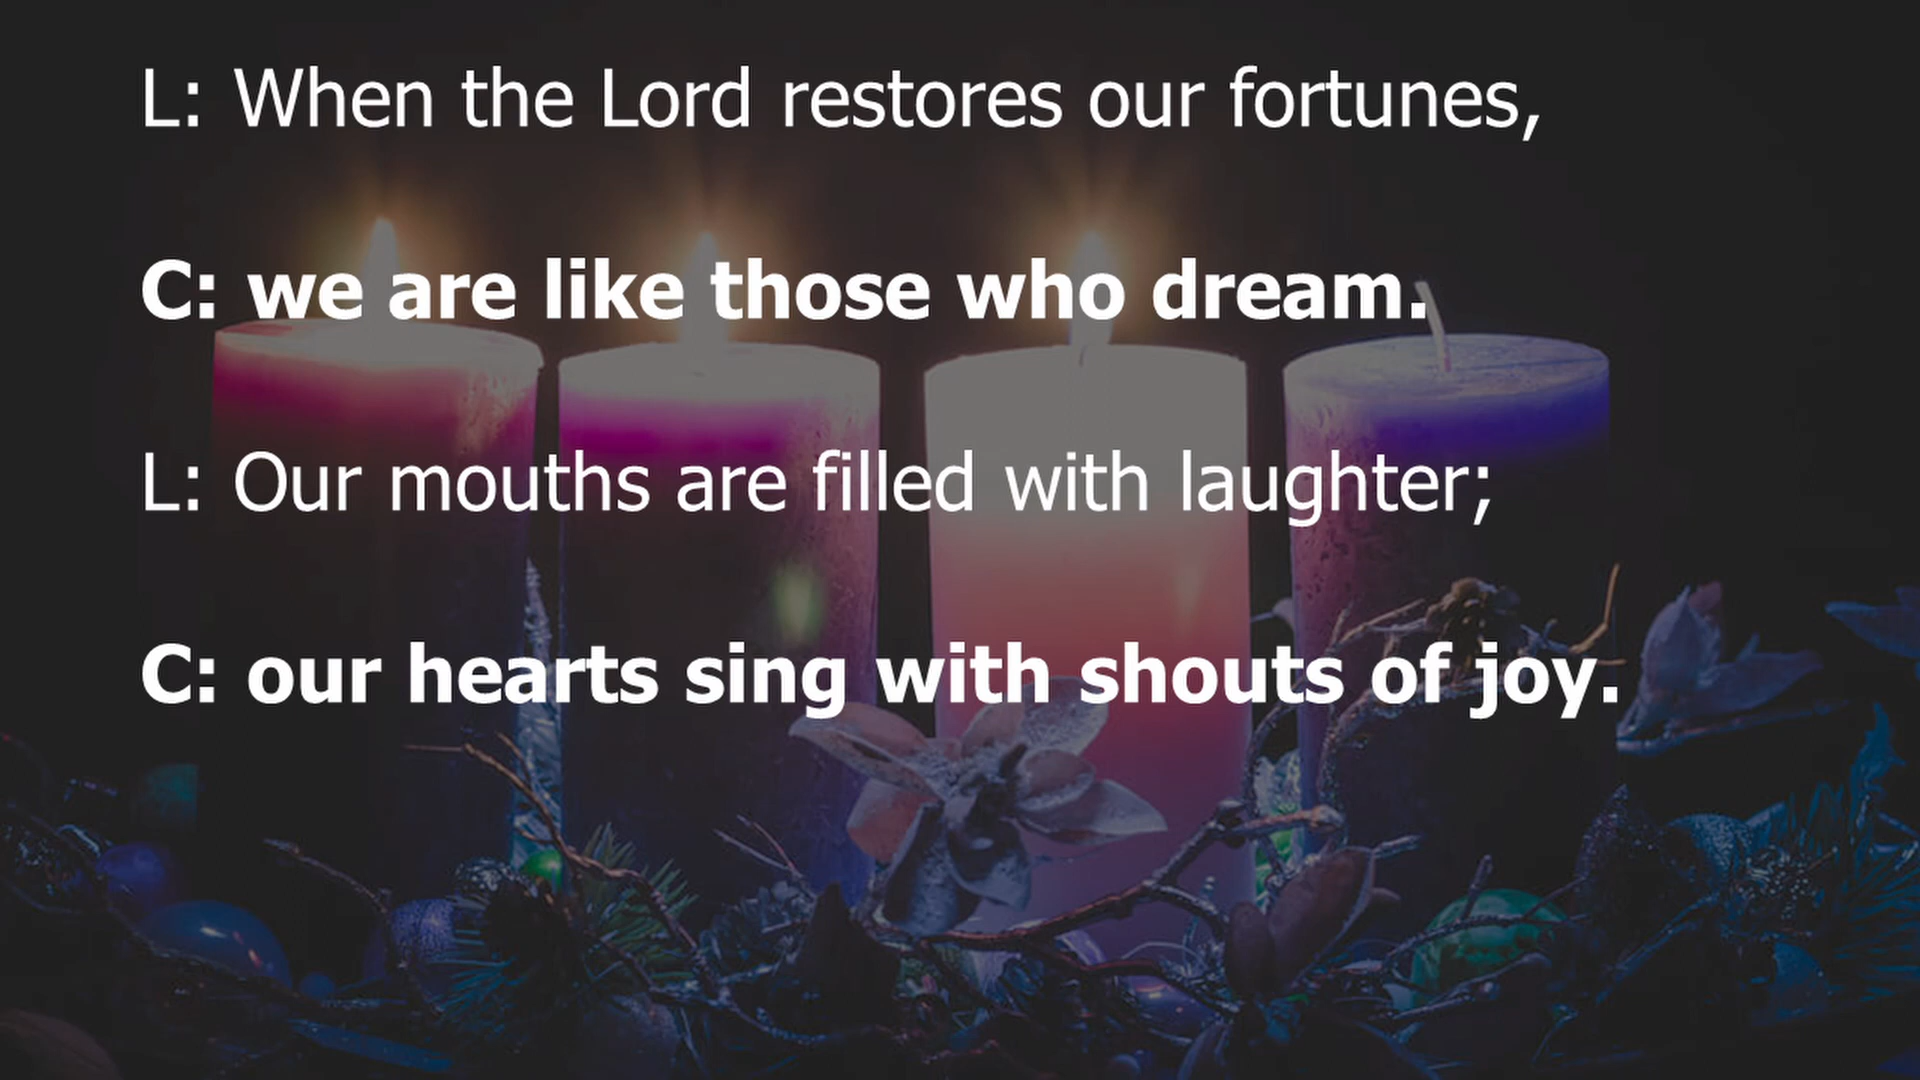 L: When the Lord restores our fortunes,
C: we are like those who dream.
L: Our mouths are filled with laughter;
C: our hearts sing with shouts of joy.